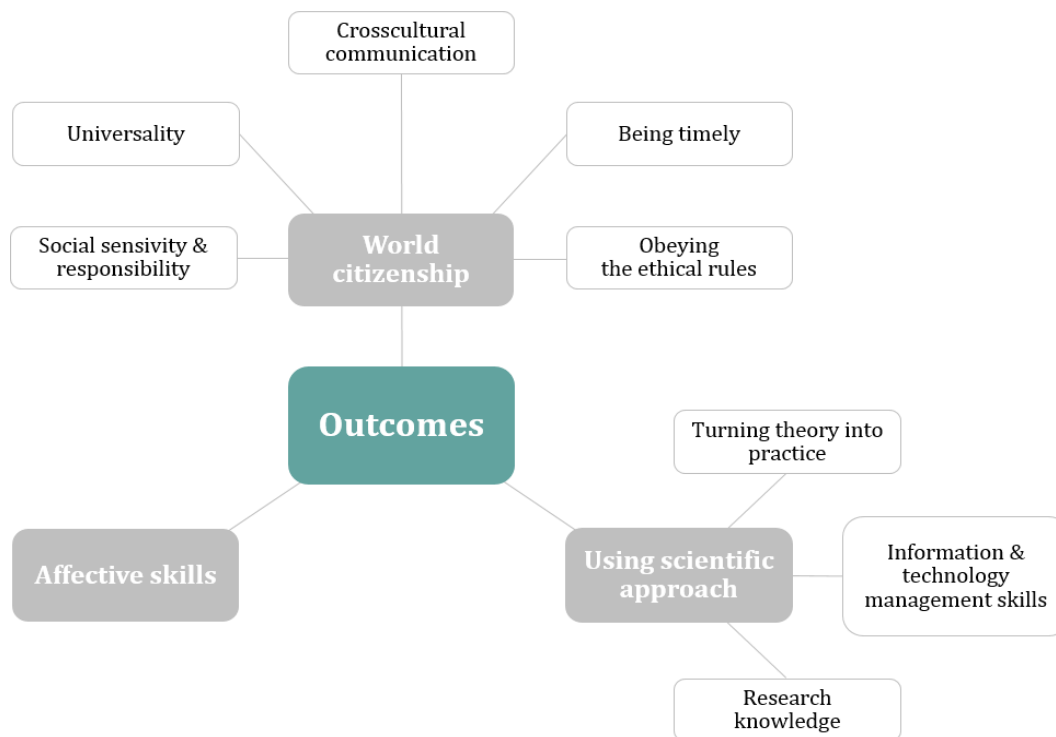 Crosscultural
communication
Universality
Being timely
Social sensivity &
responsibility
World
citizenship
Obeying
the ethical rules
Outcomes
Turning theory into
practice
Affective skills
Using scientific
approach
Information &
technology
management skills
Research
knowledge